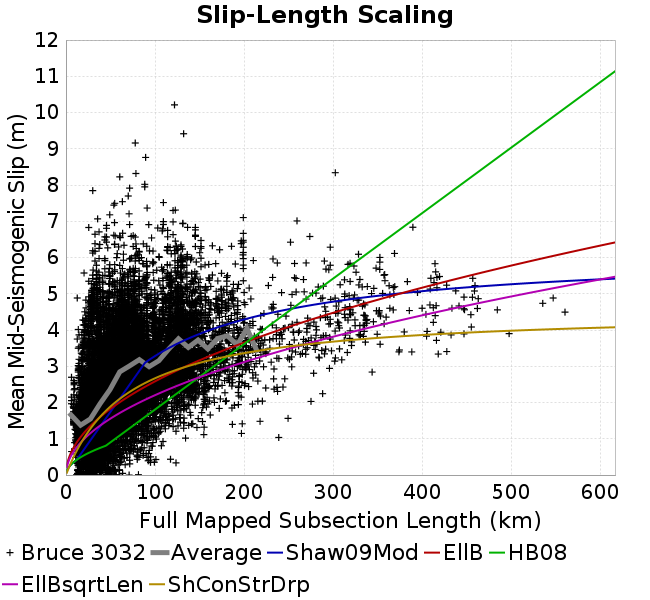 Slip-Length Scaling
Mean Mid-Seismogenic Slip (m)
12
11
10
9
8
7
6
5
4
3
2
1
0
0 100 200 300 400 500 600
Full Mapped Subsection Length (km)
Bruce 3032 Average Shaw09Mod EllB HB08
EllBsqrtLen ShConStrDrp